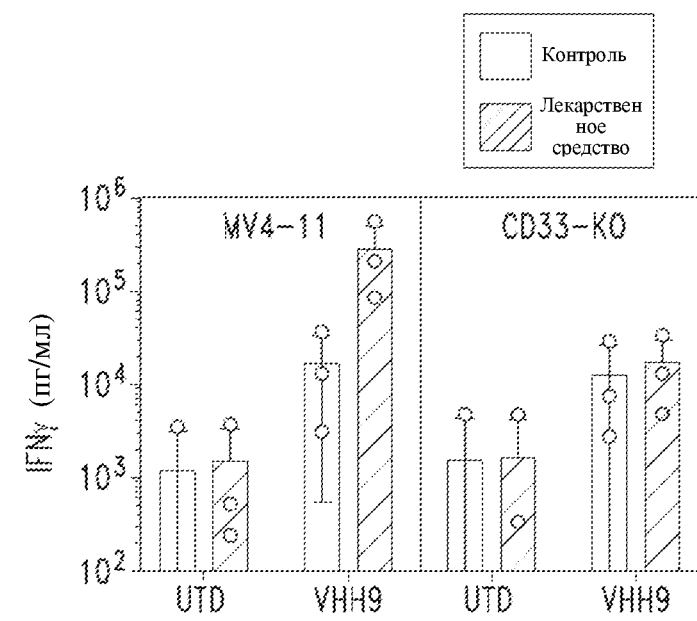 Контроль
Лекарствен
ное
средство
10^6
MV4-11 CD33-KO
10^5
IFNγ (пг/мл)
10^4
10^3
10^2
UTD VHH9 UTD VHH9